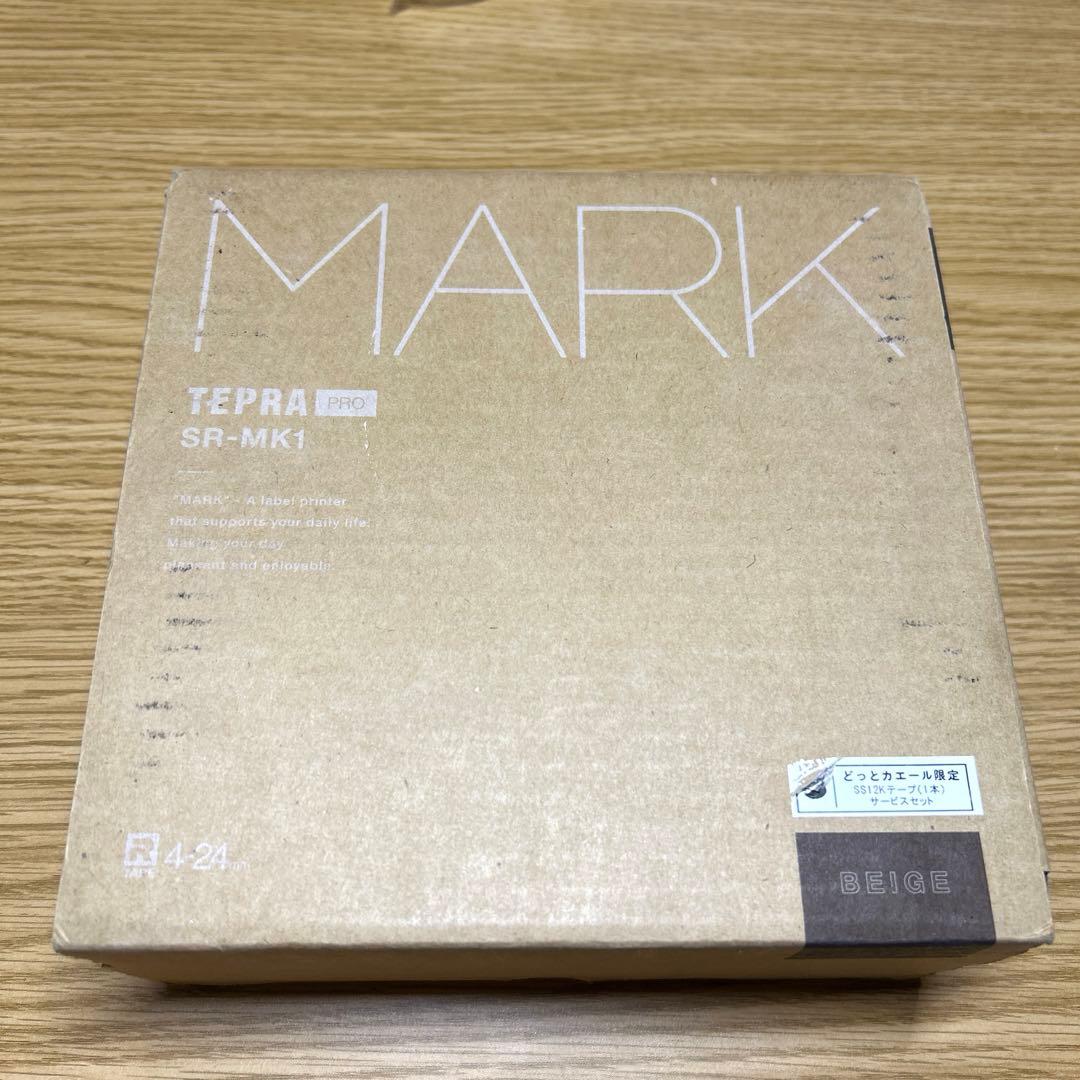 MARK
TEPRA PRO
SR-MK1
"MARK" - A label printer
that supports your daily life.
Making your day
pleasant and enjoyable.
どっとカエール限定
SS12Kテープ(1本)
サービスセット
R 4-24mm
TAPE
BEIGE